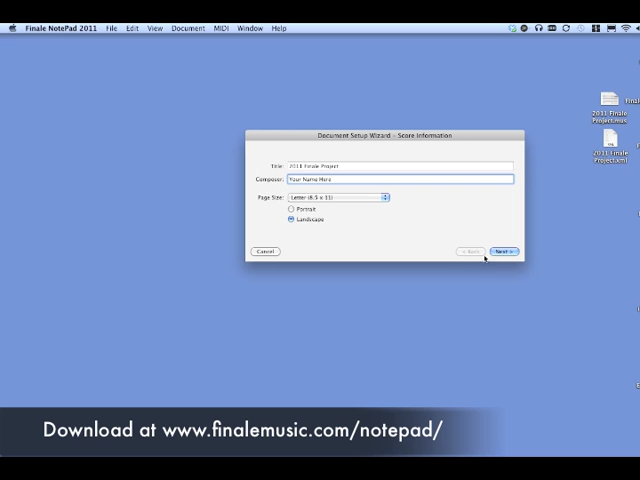 Finale NotePad 2011 File Edit View Document MIDI Window Help
2011 Finale
Project.mus
Finale
2011 Finale
Project.xml
Document Setup Wizard - Score Information
Title: 2011 Finale Project
Composer: Your Name Here
Page Size: Letter (8.5 x 11)
Portrait
Landscape
Cancel < Back Next >
Download at www.finalemusic.com/notepad/